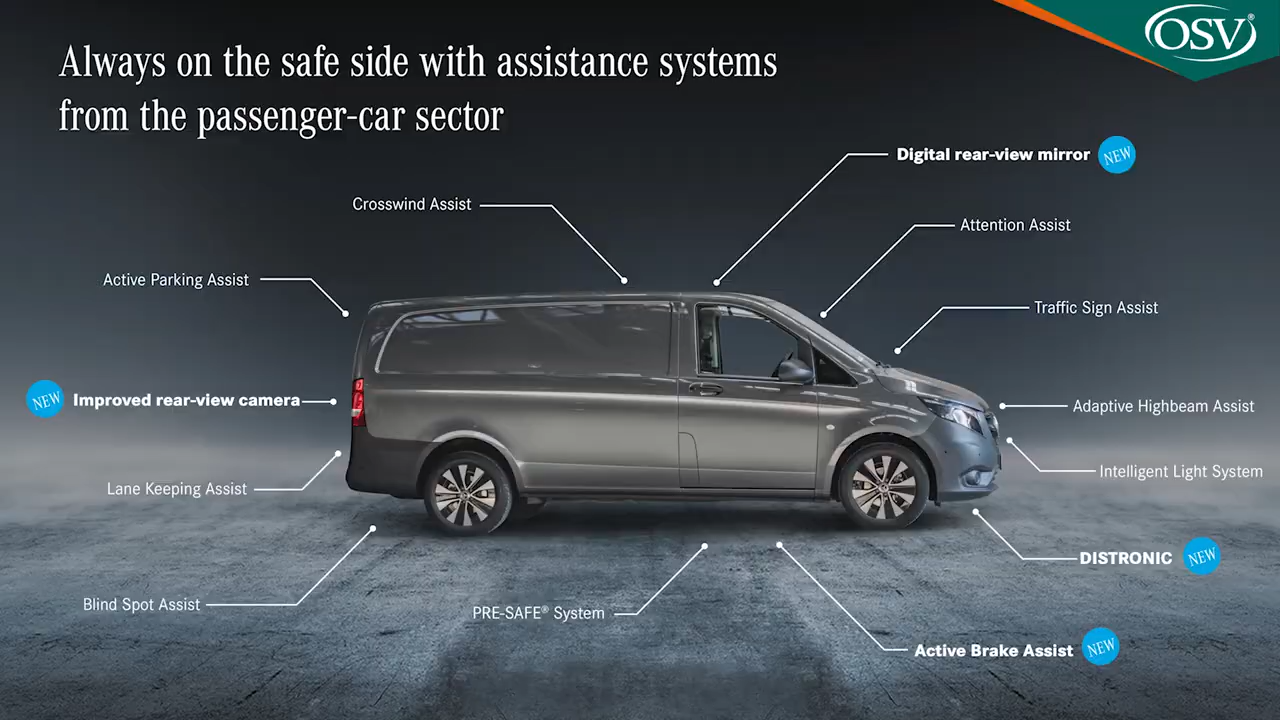 OSV®
Always on the safe side with assistance systems
from the passenger-car sector
Digital rear-view mirror NEW
Crosswind Assist
Attention Assist
Active Parking Assist
Traffic Sign Assist
NEW Improved rear-view camera
Adaptive Highbeam Assist
Intelligent Light System
Lane Keeping Assist
DISTRONIC NEW
Blind Spot Assist
PRE-SAFE® System
Active Brake Assist NEW